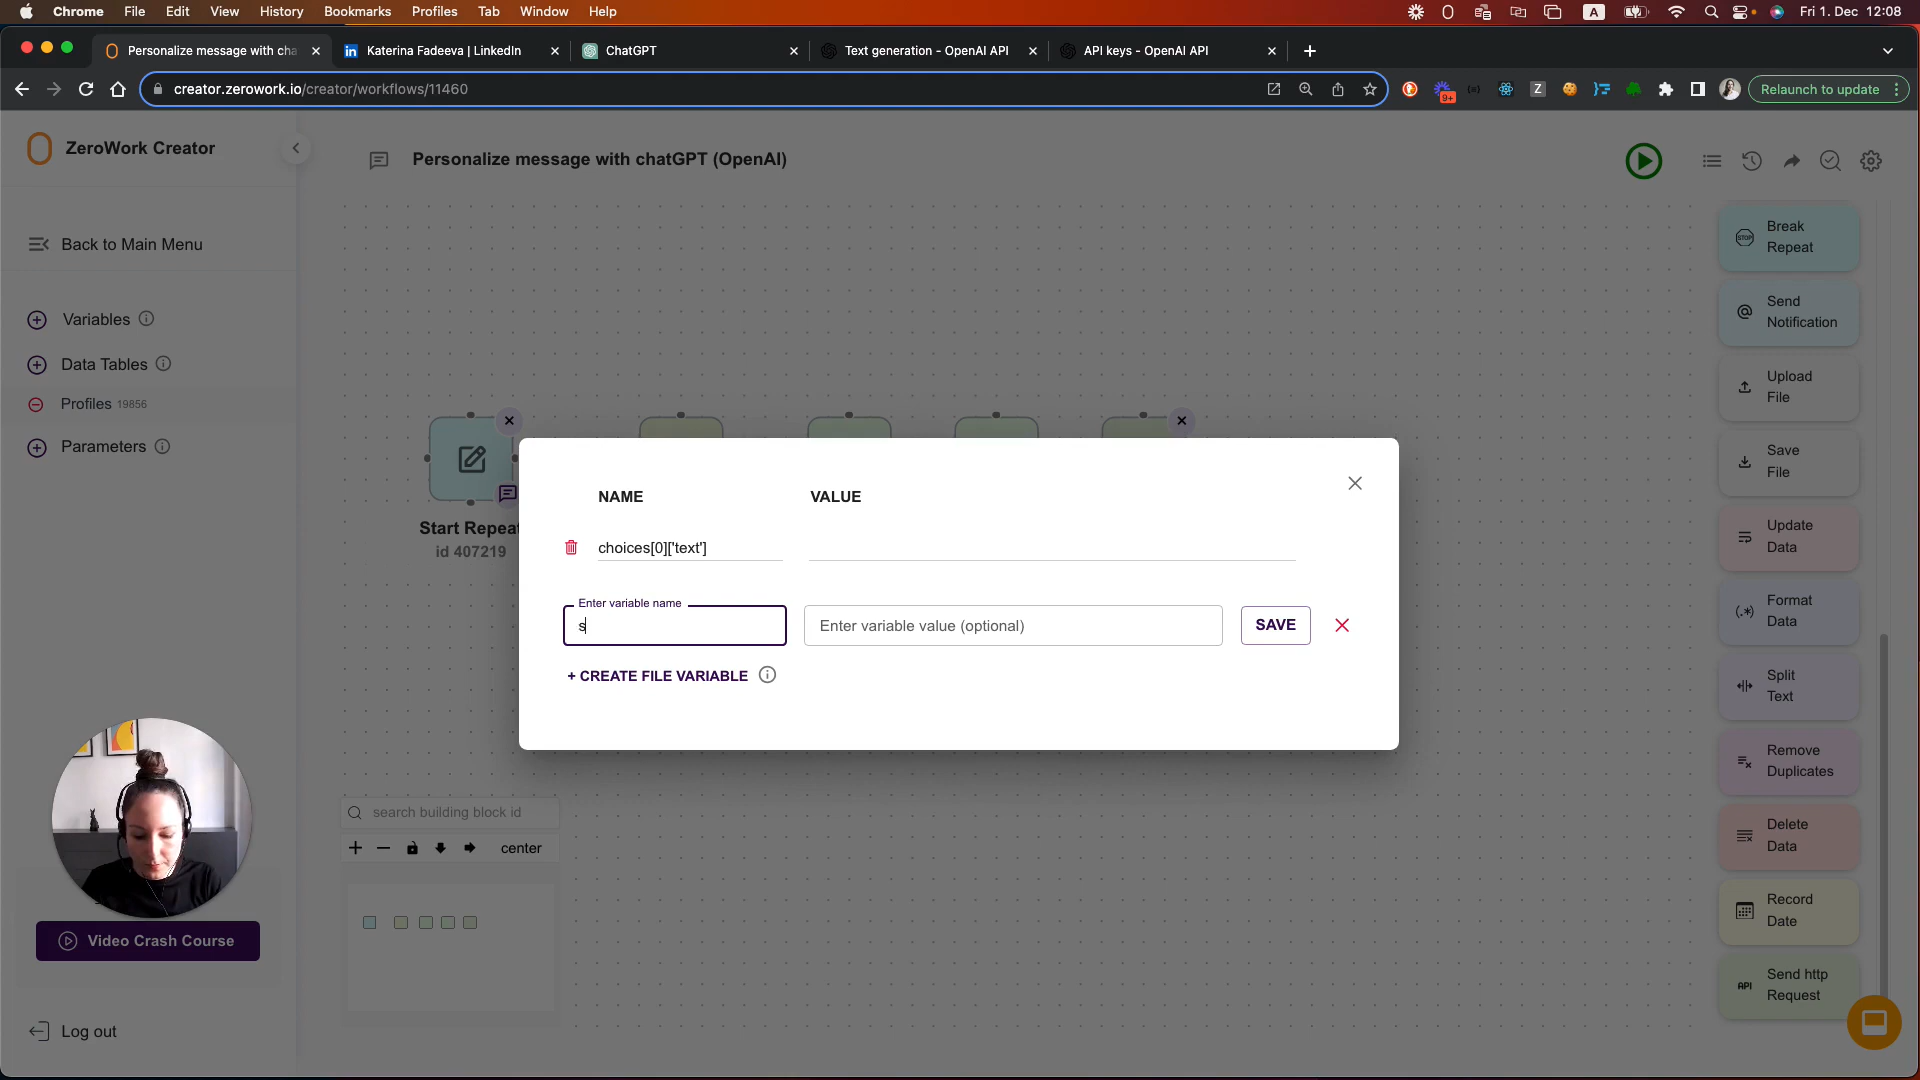 Chrome File Edit View History Bookmarks Profiles Tab Window Help
A
Fri 1. Dec 12:08
Personalize message with cha
Katerina Fadeeva | LinkedIn
ChatGPT
Text generation - OpenAI API
API keys - OpenAI API
creator.zerowork.io/creator/workflows/11460
9+
Z
Relaunch to update
ZeroWork Creator
Personalize message with chatGPT (OpenAI)
Back to Main Menu
Variables
Data Tables
Profiles 19856
Parameters
Start Repeat
id 407219
NAME
VALUE
choices[0]['text']
Enter variable name
s
Enter variable value (optional)
SAVE
+ CREATE FILE VARIABLE
search building block id
center
Video Crash Course
Log out
STOP
Break
Repeat
Send
Notification
Upload
File
Save
File
Update
Data
Format
Data
Split
Text
Remove
Duplicates
Delete
Data
Record
Date
API
Send http
Request